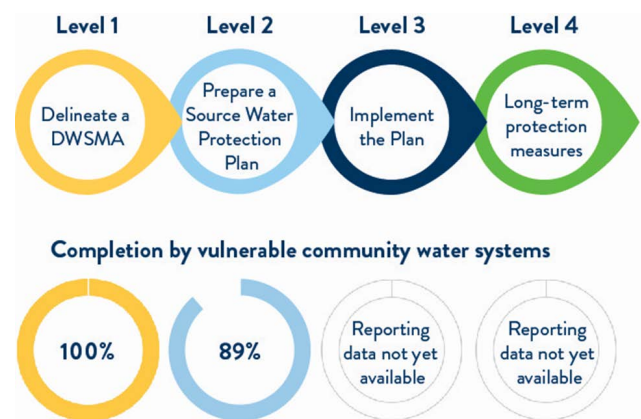 Level 1
Level 2
Level 3
Level 4
Delineate a
DWSMA
Prepare a
Source Water
Protection
Plan
Implement
the Plan
Long-term
protection
measures
Completion by vulnerable community water systems
100%
89%
Reporting
data not yet
available
Reporting
data not yet
available